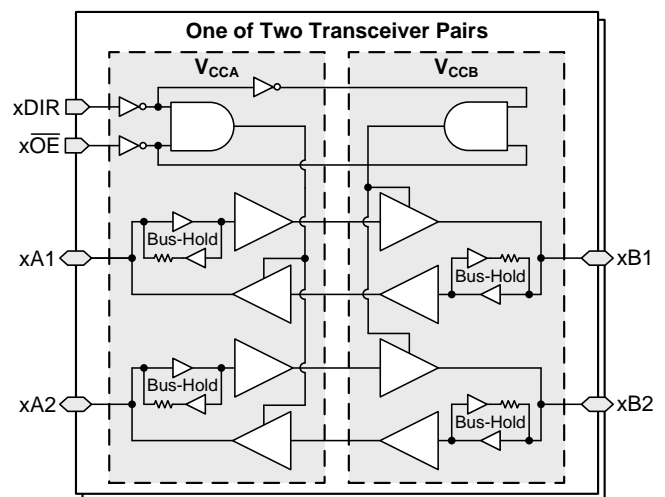 One of Two Transceiver Pairs
VCCA
VCCB
xDIR
xOE
Bus-Hold
xA1
Bus-Hold
xB1
Bus-Hold
xA2
Bus-Hold
xB2